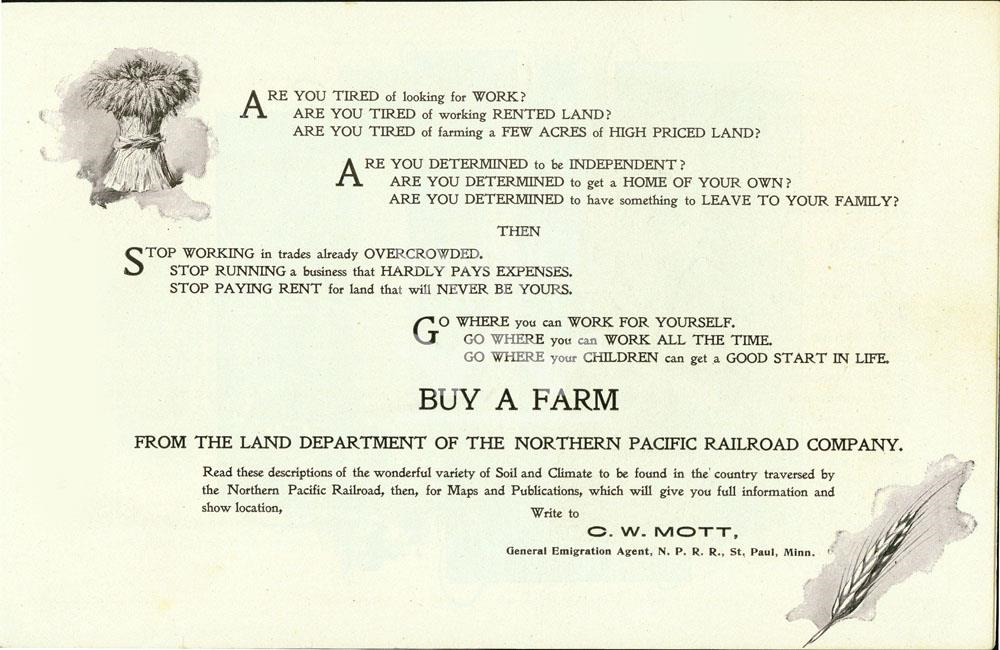 ARE YOU TIRED of looking for WORK?
ARE YOU TIRED of working RENTED LAND?
ARE YOU TIRED of farming a FEW ACRES of HIGH PRICED LAND?
ARE YOU DETERMINED to be INDEPENDENT?
ARE YOU DETERMINED to get a HOME OF YOUR OWN?
ARE YOU DETERMINED to have something to LEAVE TO YOUR FAMILY?
THEN
STOP WORKING in trades already OVERCROWDED.
STOP RUNNING a business that HARDLY PAYS EXPENSES.
STOP PAYING RENT for land that will NEVER BE YOURS.
GO WHERE you can WORK FOR YOURSELF.
GO WHERE you can WORK ALL THE TIME.
GO WHERE your CHILDREN can get a GOOD START IN LIFE.
BUY A FARM
FROM THE LAND DEPARTMENT OF THE NORTHERN PACIFIC RAILROAD COMPANY.
Read these descriptions of the wonderful variety of Soil and Climate to be found in the country traversed by
the Northern Pacific Railroad, then, for Maps and Publications, which will give you full information and
show location,
Write to
C. W. MOTT,
General Emigration Agent, N. P. R. R., St. Paul, Minn.